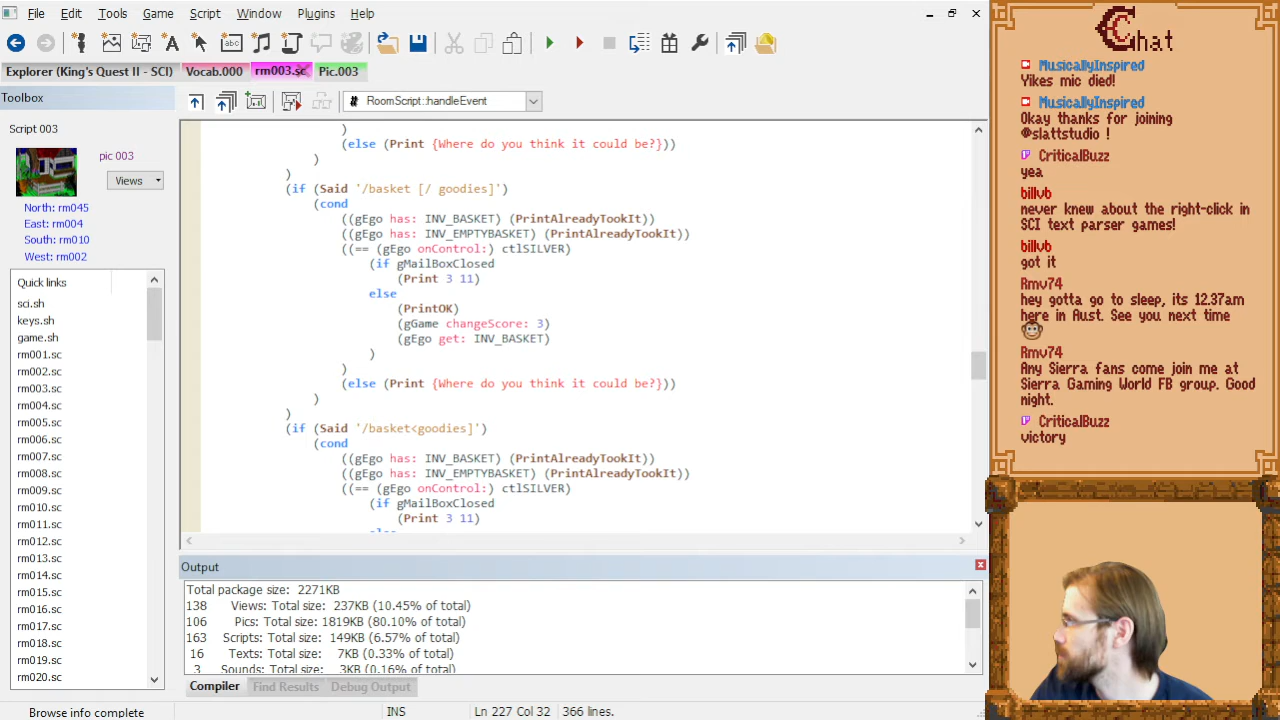 File Edit Tools Game Script Window Plugins Help
Explorer (King's Quest II - SCI) Vocab.000 rm003.sc Pic.003
Toolbox
RoomScript::handleEvent
Script 003
pic 003
Views
North: rm045
East: rm004
South: rm010
West: rm002
Quick links
sci.sh
keys.sh
game.sh
rm001.sc
rm002.sc
rm003.sc
rm004.sc
rm005.sc
rm006.sc
rm007.sc
rm008.sc
rm009.sc
rm010.sc
rm011.sc
rm012.sc
rm013.sc
rm014.sc
rm015.sc
rm016.sc
rm017.sc
rm018.sc
rm019.sc
rm020.sc
)
(else (Print {Where do you think it could be?}))
)
)
(if (Said '/basket [/ goodies]')
(cond
((gEgo has: INV_BASKET) (PrintAlreadyTookIt))
((gEgo has: INV_EMPTYBASKET) (PrintAlreadyTookIt))
((== (gEgo onControl:) ctlSILVER)
(if gMailBoxClosed
(Print 3 11)
else
(PrintOK)
(gGame changeScore: 3)
(gEgo get: INV_BASKET)
)
)
(else (Print {Where do you think it could be?}))
)
)
(if (Said '/basket<goodies]')
(cond
((gEgo has: INV_BASKET) (PrintAlreadyTookIt))
((gEgo has: INV_EMPTYBASKET) (PrintAlreadyTookIt))
((== (gEgo onControl:) ctlSILVER)
(if gMailBoxClosed
(Print 3 11)
Output
Total package size: 2271KB
138 Views: Total size: 237KB (10.45% of total)
106 Pics: Total size: 1819KB (80.10% of total)
163 Scripts: Total size: 149KB (6.57% of total)
16 Texts: Total size: 7KB (0.33% of total)
3 Sounds: Total size: 3KB (0.16% of total)
Compiler Find Results Debug Output
Browse info complete INS Ln 227 Col 32 366 lines.
Chat
MusicallyInspired
Yikes mic died!
MusicallyInspired
Okay thanks for joining
@slattstudio !
CriticalBuzz
yea
billvb
never knew about the right-click in
SCI text parser games!
billvb
got it
Rmv74
hey gotta go to sleep, its 12.37am
here in Aust. See you next time
Rmv74
Any Sierra fans come join me at
Sierra Gaming World FB group. Good
night.
CriticalBuzz
victory